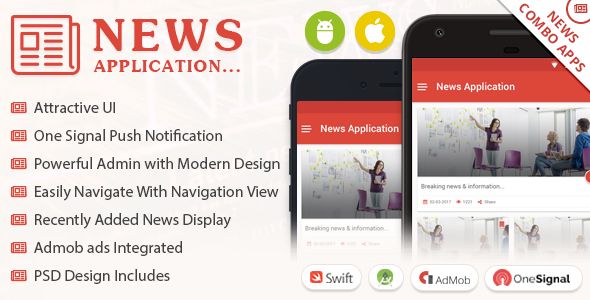 NEWS
APPLICATION...
Attractive UI
One Signal Push Notification
Powerful Admin with Modern Design
Easily Navigate With Navigation View
Recently Added News Display
Admob ads Integrated
PSD Design Includes
NEWS
COMBO APPS
News Application
Breaking news & information...
02-03-2017 1221 Share
News Application
Breaking news & information...
Swift
AdMob
OneSignal